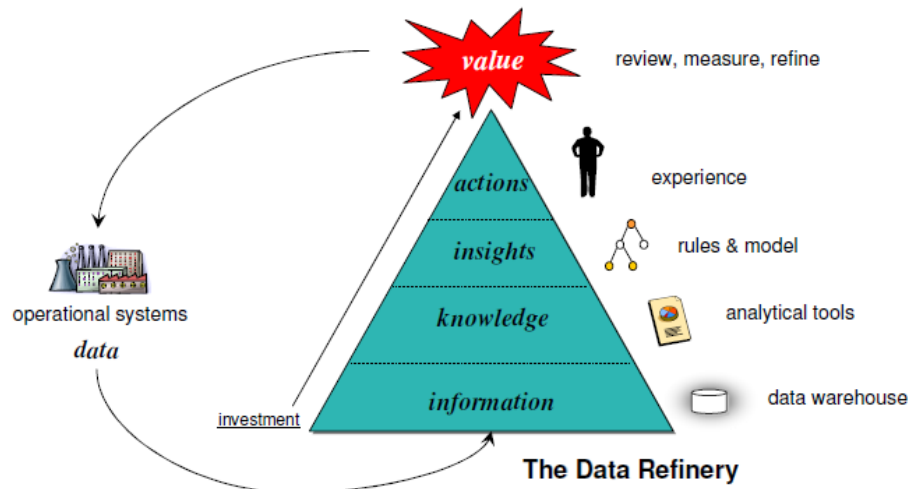 value
review, measure, refine
actions
experience
insights
rules & model
operational systems
data
knowledge
analytical tools
investment
information
data warehouse
The Data Refinery